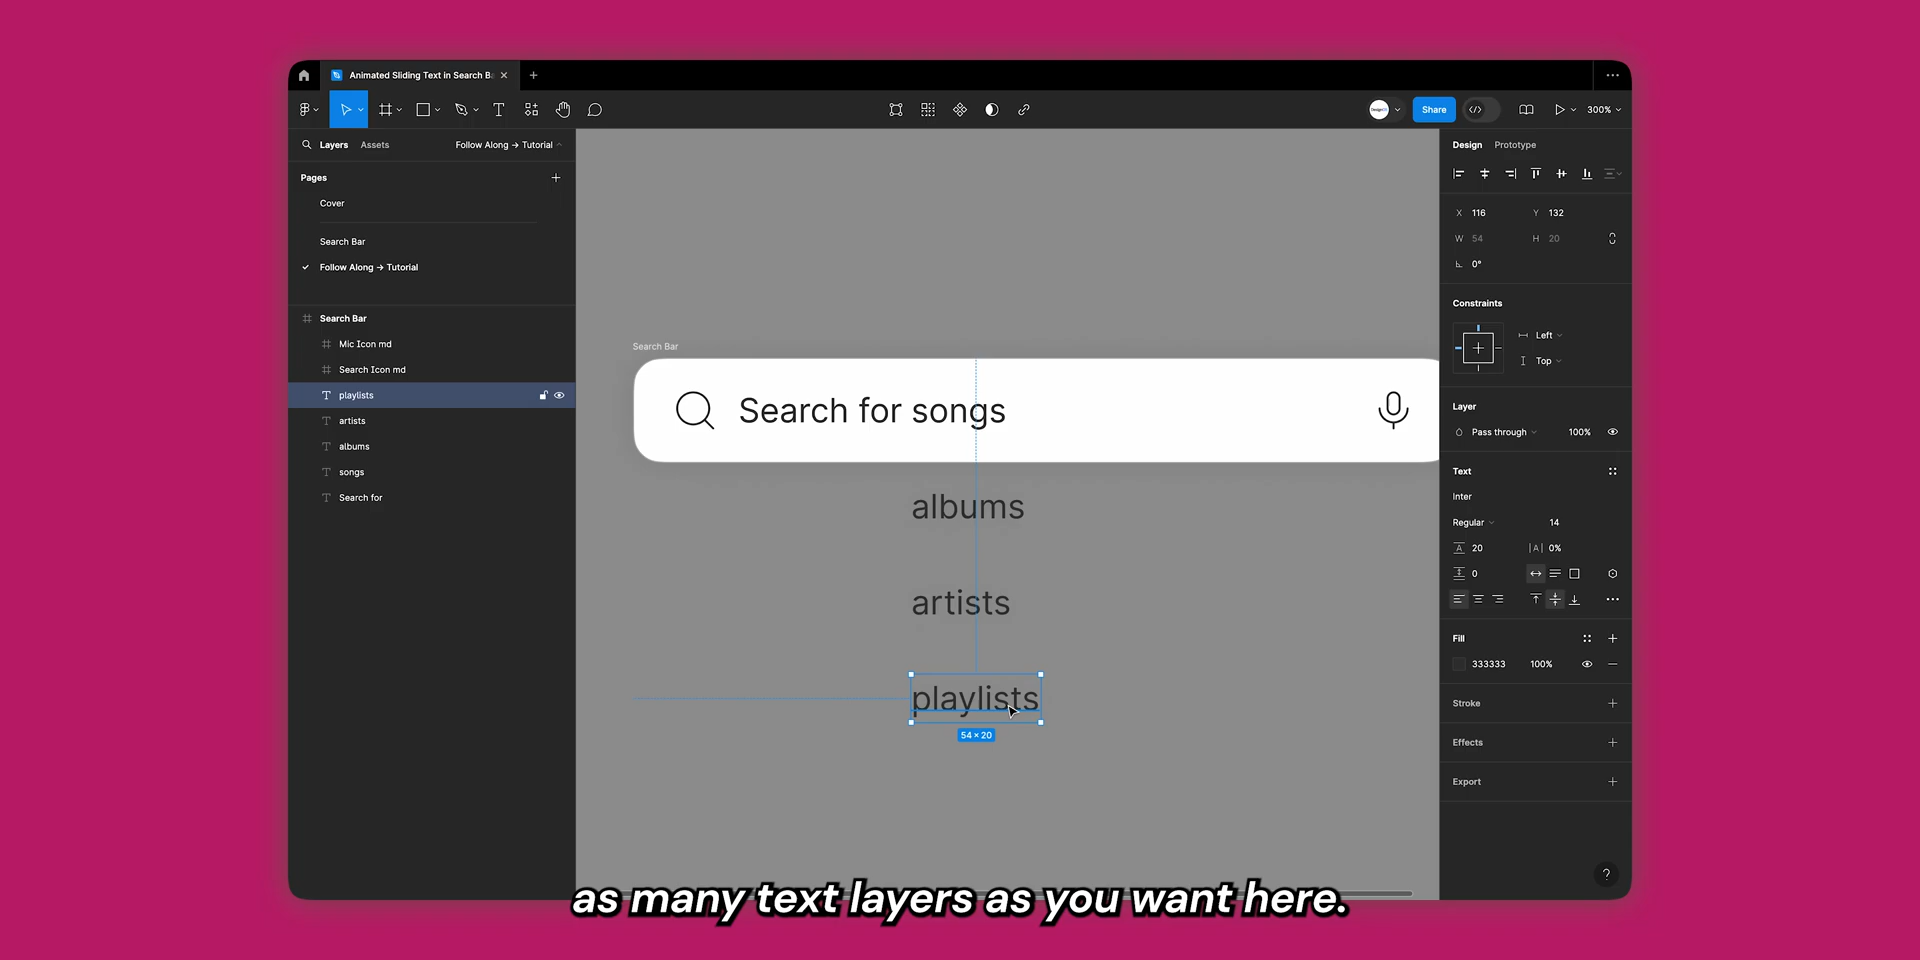 Animated Sliding Text in Search Ba
Share
300%
Layers
Assets
Follow Along → Tutorial
Design
Prototype
Pages
Cover
Search Bar
Follow Along → Tutorial
Search Bar
Mic Icon md
Search Icon md
playlists
artists
albums
songs
Search for
Search Bar
Search for songs
albums
artists
playlists
54 × 20
X 116
Y 132
W 54
H 20
0°
Constraints
Left
Top
Layer
Pass through
100%
Text
Inter
Regular
14
20
|A| 0%
0
Fill
333333
100%
Stroke
Effects
Export
?
as many text layers as you want here.